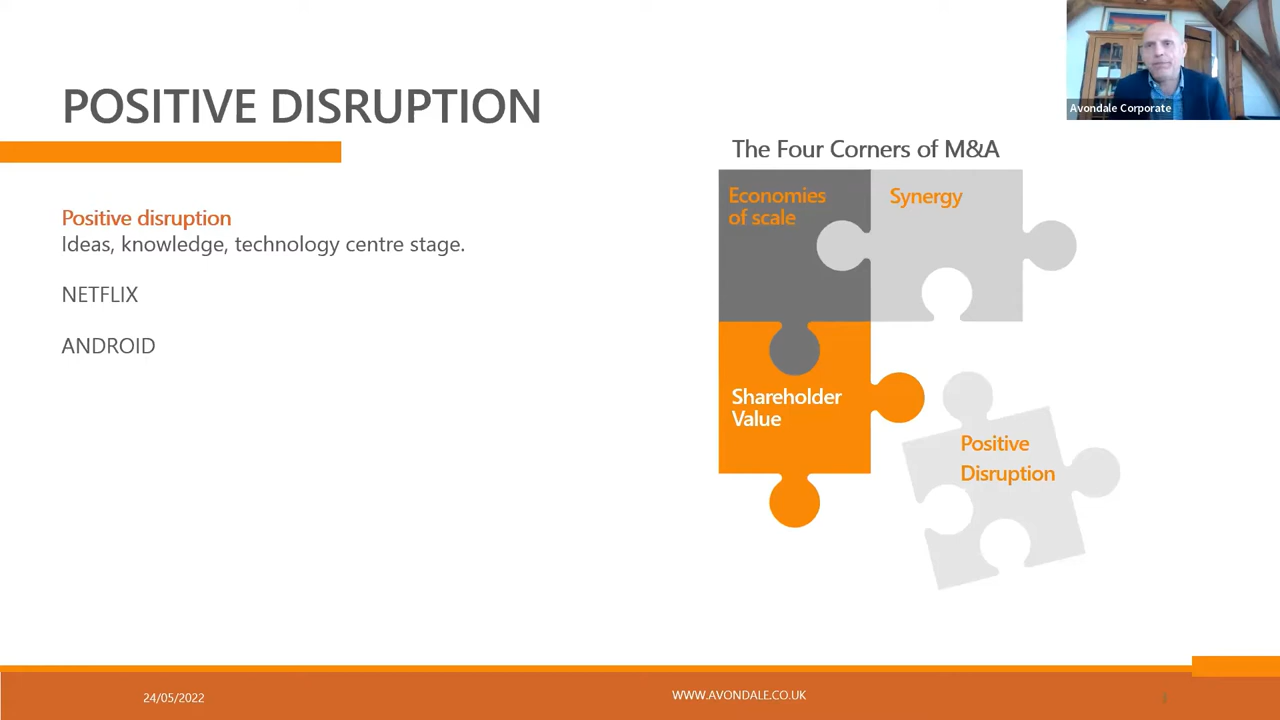 POSITIVE DISRUPTION
Avondale Corporate
The Four Corners of M&A
Positive disruption
Ideas, knowledge, technology centre stage.
NETFLIX
ANDROID
Economies
of scale
Synergy
Shareholder
Value
Positive
Disruption
24/05/2022
WWW.AVONDALE.CO.UK